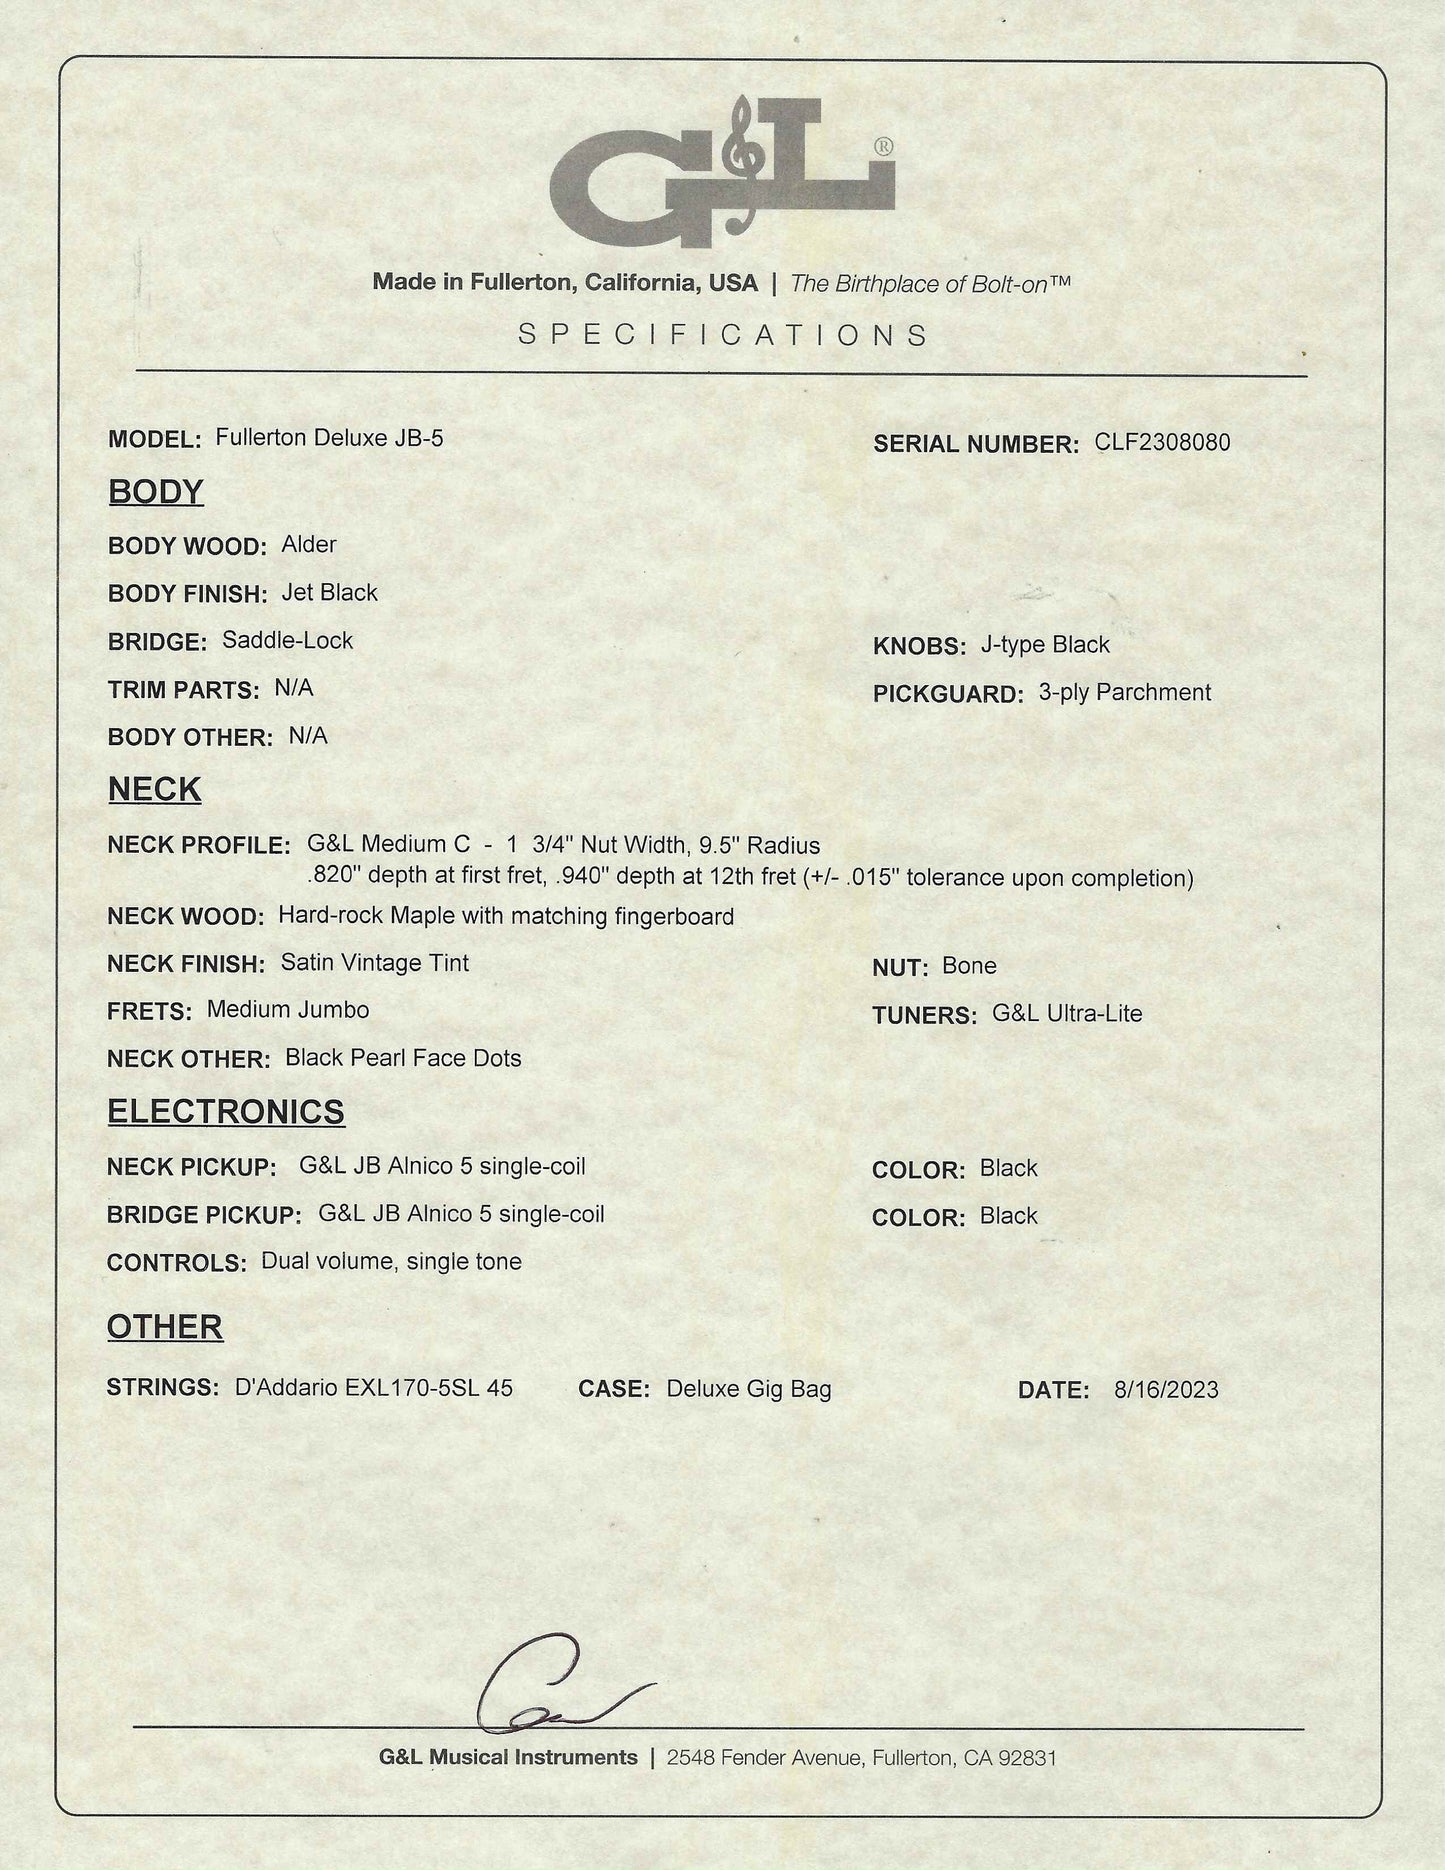 G&L®
Made in Fullerton, California, USA | The Birthplace of Bolt-on™
SPECIFICATIONS
MODEL: Fullerton Deluxe JB-5 SERIAL NUMBER: CLF2308080
BODY
BODY WOOD: Alder
BODY FINISH: Jet Black
BRIDGE: Saddle-Lock KNOBS: J-type Black
TRIM PARTS: N/A PICKGUARD: 3-ply Parchment
BODY OTHER: N/A
NECK
NECK PROFILE: G&L Medium C - 1 3/4" Nut Width, 9.5" Radius
.820" depth at first fret, .940" depth at 12th fret (+/- .015" tolerance upon completion)
NECK WOOD: Hard-rock Maple with matching fingerboard
NECK FINISH: Satin Vintage Tint NUT: Bone
FRETS: Medium Jumbo TUNERS: G&L Ultra-Lite
NECK OTHER: Black Pearl Face Dots
ELECTRONICS
NECK PICKUP: G&L JB Alnico 5 single-coil COLOR: Black
BRIDGE PICKUP: G&L JB Alnico 5 single-coil COLOR: Black
CONTROLS: Dual volume, single tone
OTHER
STRINGS: D'Addario EXL170-5SL 45 CASE: Deluxe Gig Bag DATE: 8/16/2023
G&L Musical Instruments | 2548 Fender Avenue, Fullerton, CA 92831